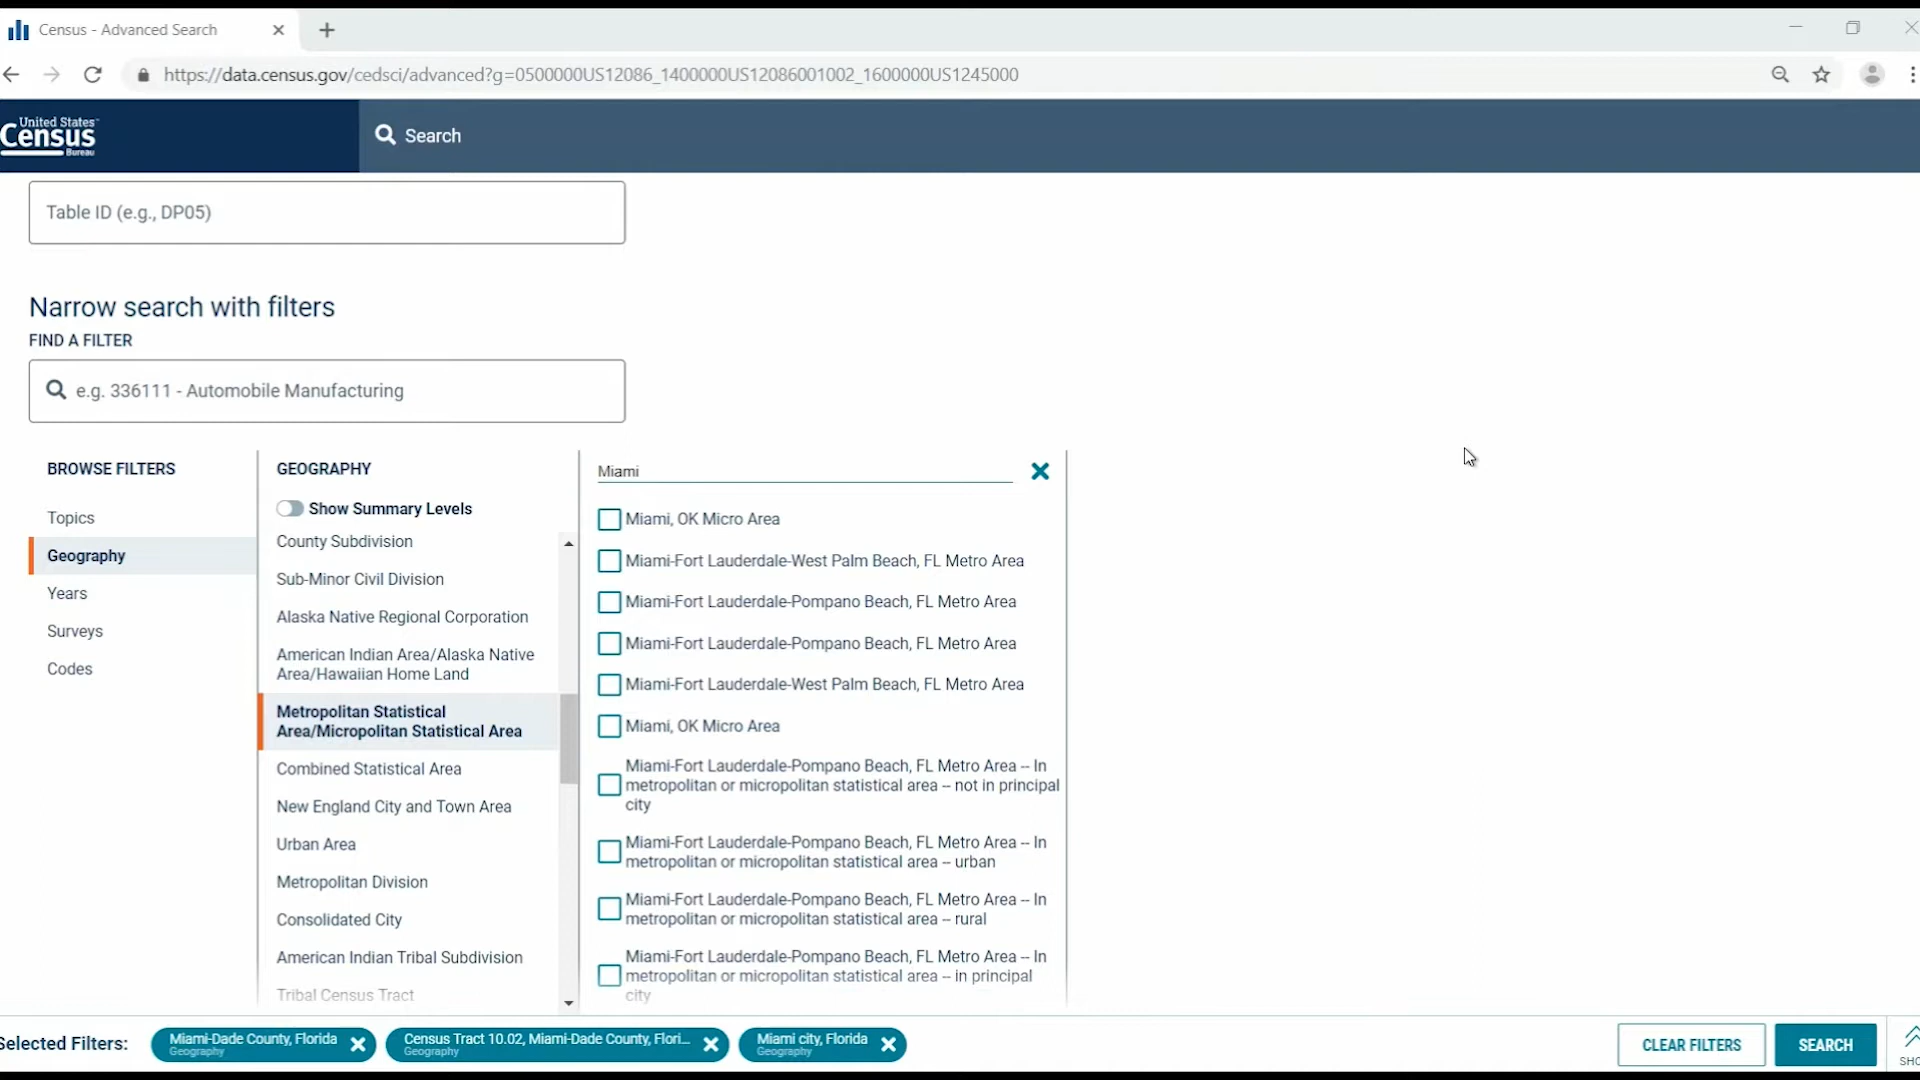 Census - Advanced Search
https://data.census.gov/cedsci/advanced?g=0500000US12086_1400000US12086001002_1600000US1245000
United States™
Census
Bureau
Search
Table ID (e.g., DP05)
Narrow search with filters
FIND A FILTER
e.g. 336111 - Automobile Manufacturing
BROWSE FILTERS
Topics
Geography
Years
Surveys
Codes
GEOGRAPHY
Show Summary Levels
County Subdivision
Sub-Minor Civil Division
Alaska Native Regional Corporation
American Indian Area/Alaska Native
Area/Hawaiian Home Land
Metropolitan Statistical
Area/Micropolitan Statistical Area
Combined Statistical Area
New England City and Town Area
Urban Area
Metropolitan Division
Consolidated City
American Indian Tribal Subdivision
Tribal Census Tract
Miami
Miami, OK Micro Area
Miami-Fort Lauderdale-West Palm Beach, FL Metro Area
Miami-Fort Lauderdale-Pompano Beach, FL Metro Area
Miami-Fort Lauderdale-Pompano Beach, FL Metro Area
Miami-Fort Lauderdale-West Palm Beach, FL Metro Area
Miami, OK Micro Area
Miami-Fort Lauderdale-Pompano Beach, FL Metro Area -- In
metropolitan or micropolitan statistical area -- not in principal
city
Miami-Fort Lauderdale-Pompano Beach, FL Metro Area -- In
metropolitan or micropolitan statistical area -- urban
Miami-Fort Lauderdale-Pompano Beach, FL Metro Area -- In
metropolitan or micropolitan statistical area -- rural
Miami-Fort Lauderdale-Pompano Beach, FL Metro Area -- In
metropolitan or micropolitan statistical area -- in principal
city
Selected Filters:
Miami-Dade County, Florida
Geography
Census Tract 10.02, Miami-Dade County, Flori...
Geography
Miami city, Florida
Geography
CLEAR FILTERS
SEARCH
SHO